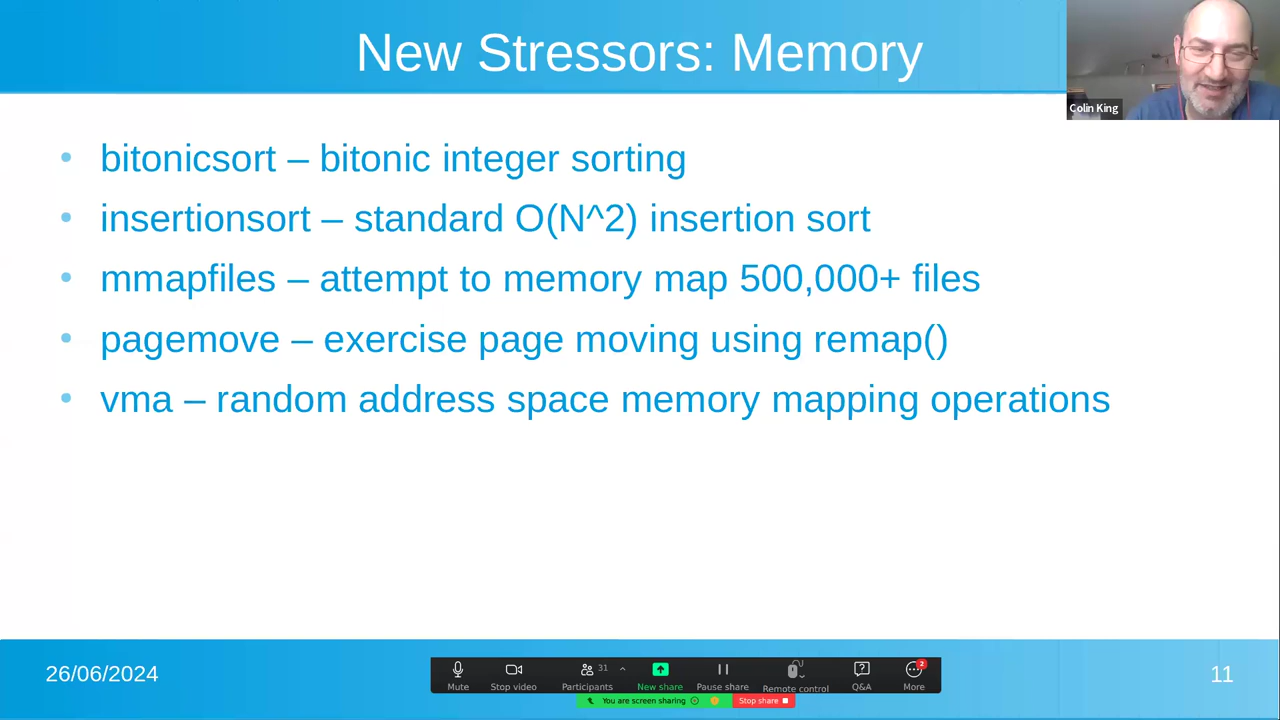 New Stressors: Memory
Colin King
• bitonicsort – bitonic integer sorting
• insertionsort – standard O(N^2) insertion sort
• mmapfiles – attempt to memory map 500,000+ files
• pagemove – exercise page moving using remap()
• vma – random address space memory mapping operations
26/06/2024
31
2
Mute Stop video Participants New share Pause share Remote control Q&A More
You are screen sharing Stop share
11